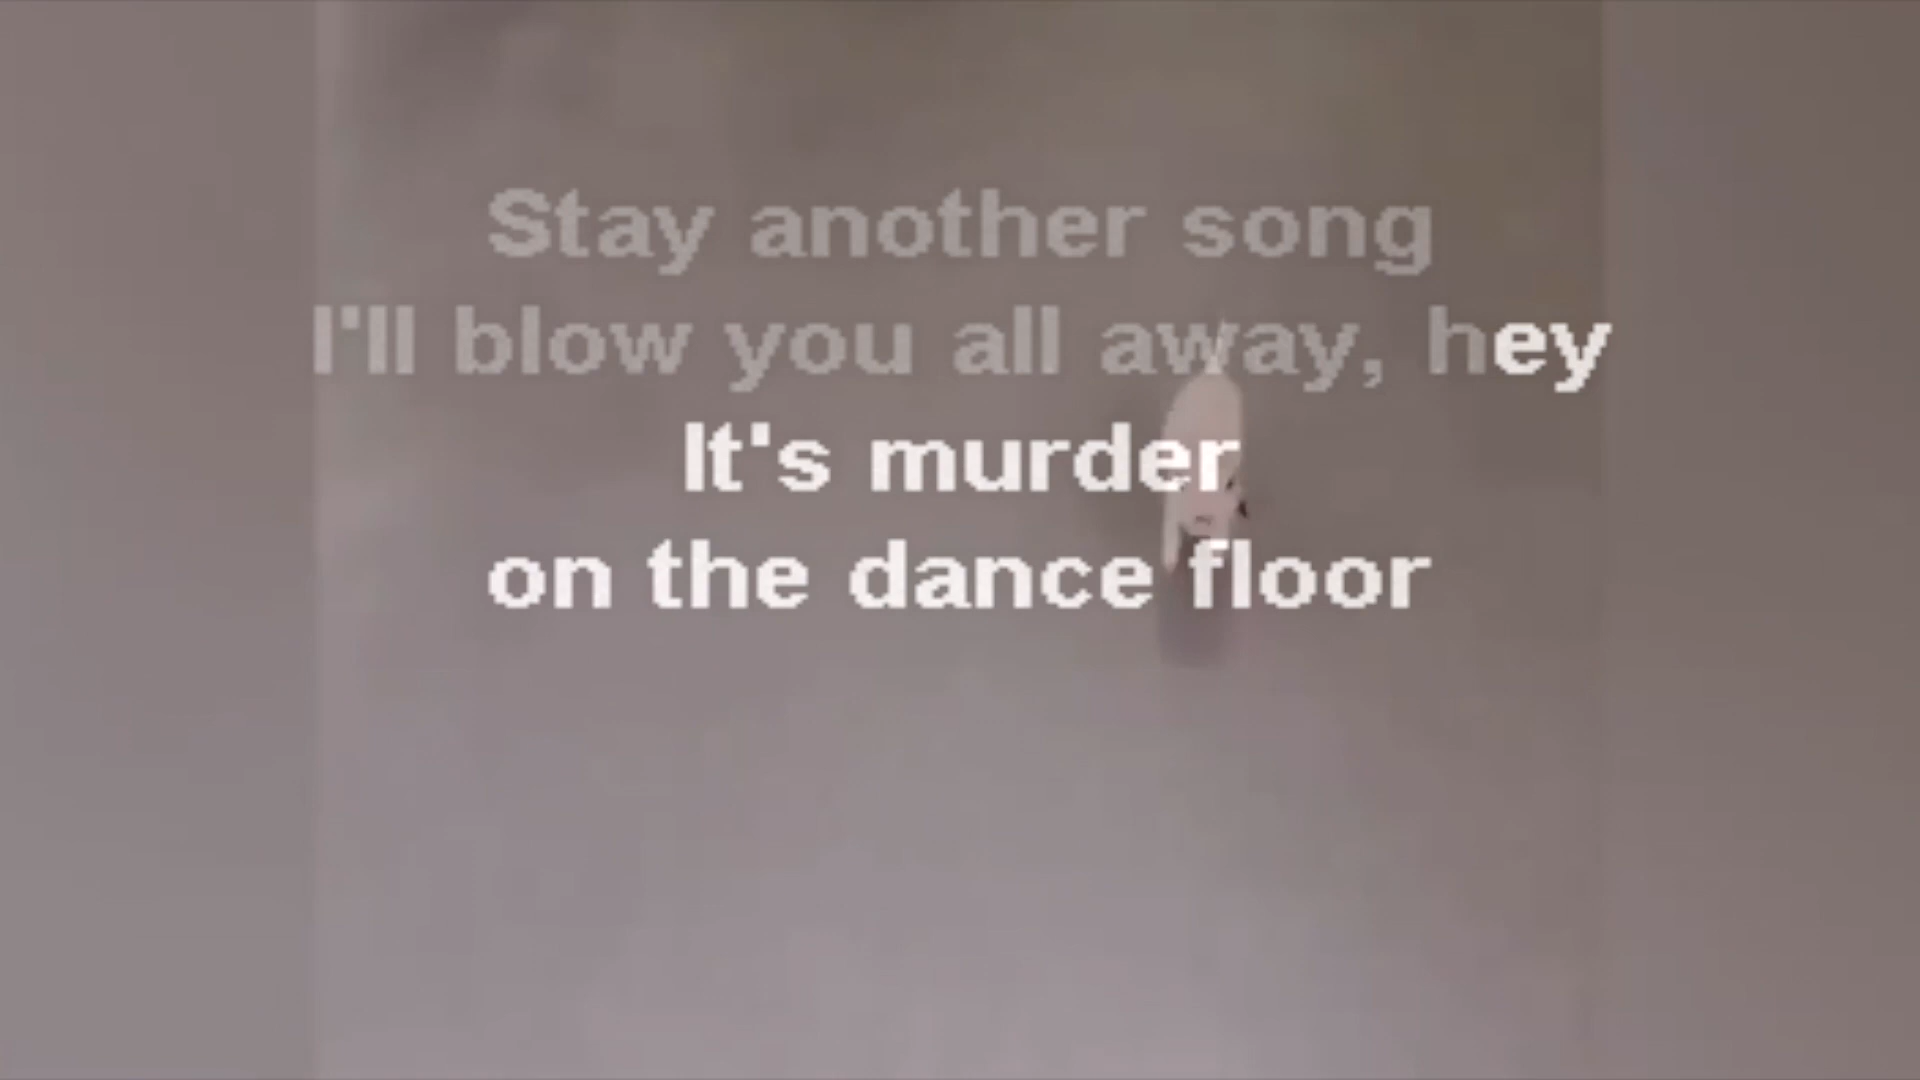 Stay another song
I'll blow you all away, hey
It's murder
on the dance floor